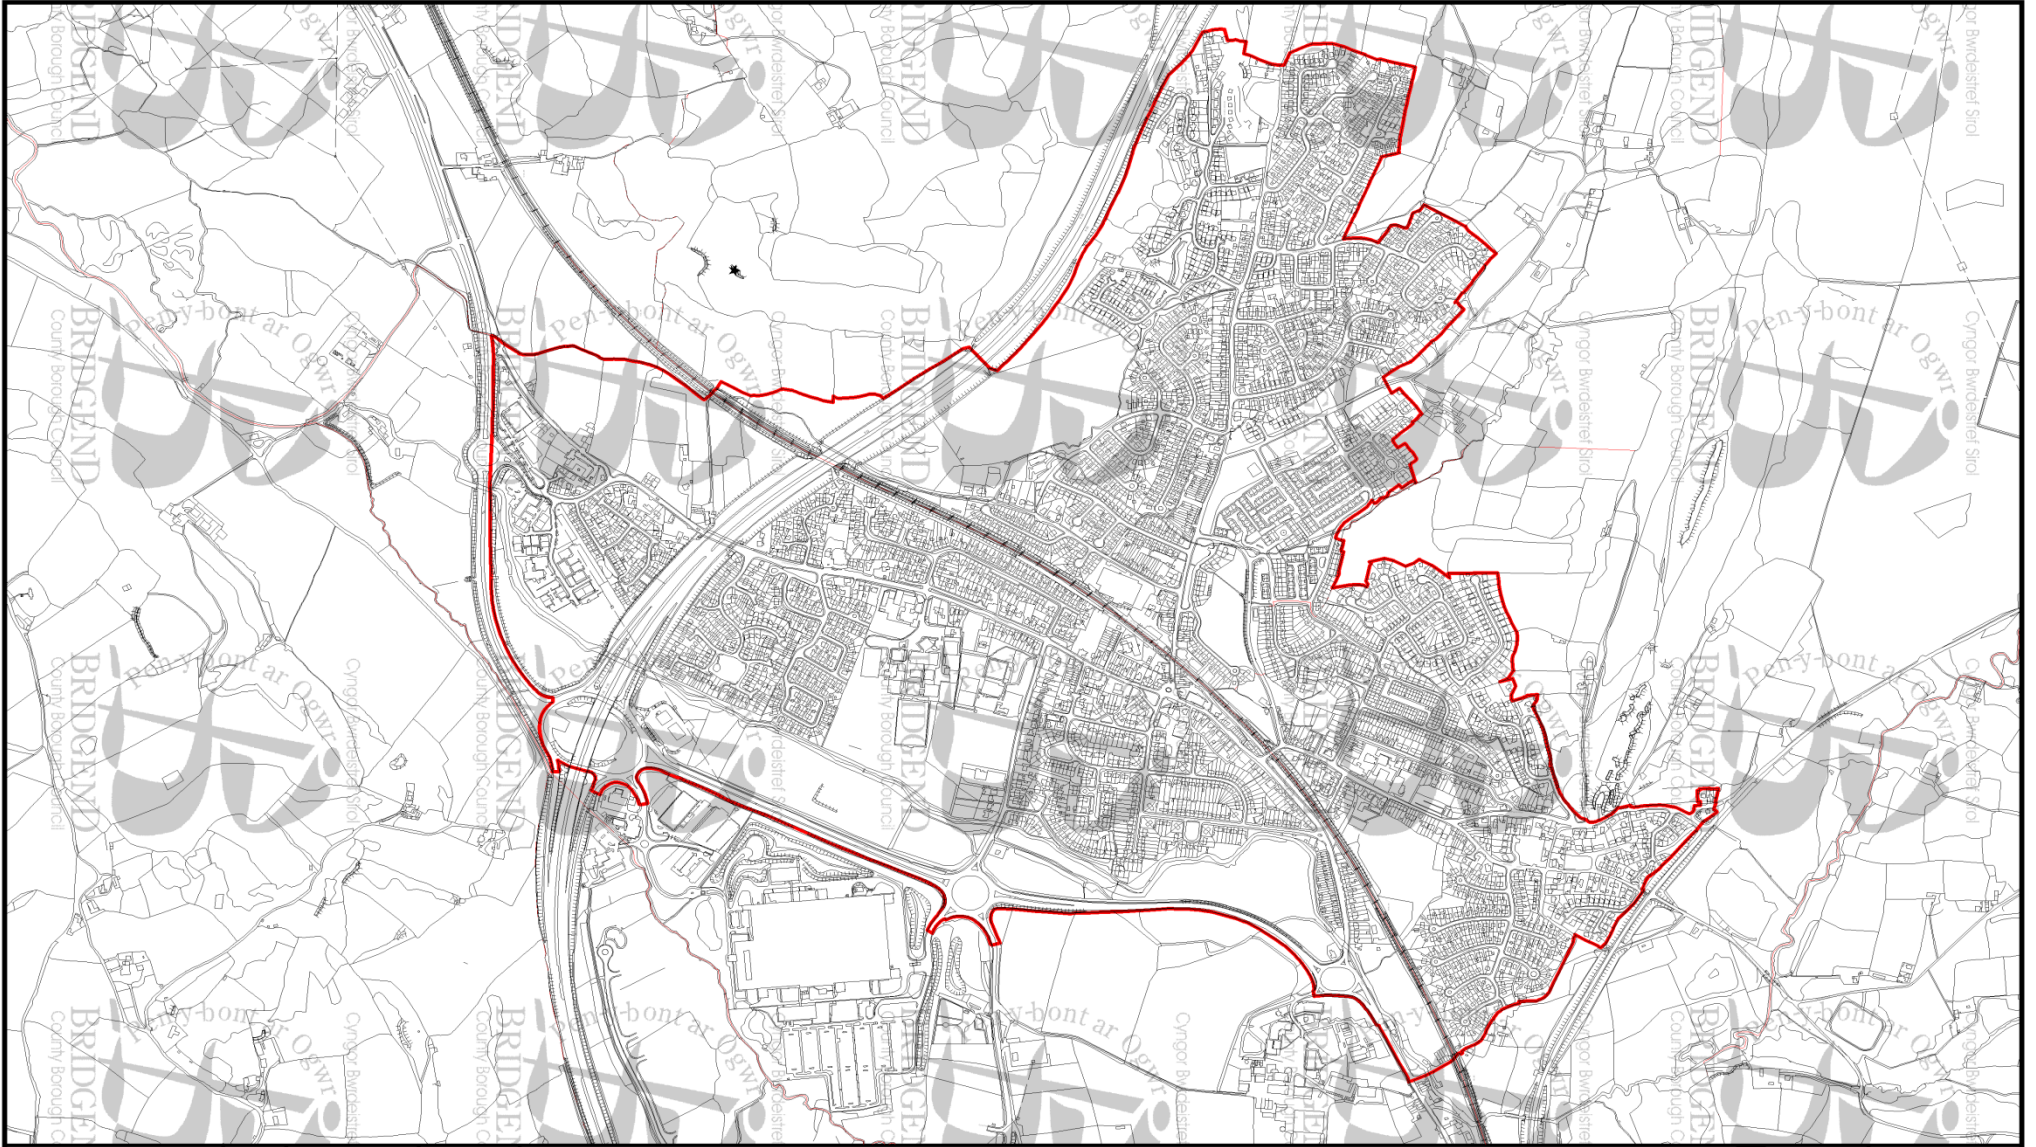 BRIDGEND
County Borough Council
Pen-y-bont ar Ogwr
Cyngor Bwrdeistref Sirol